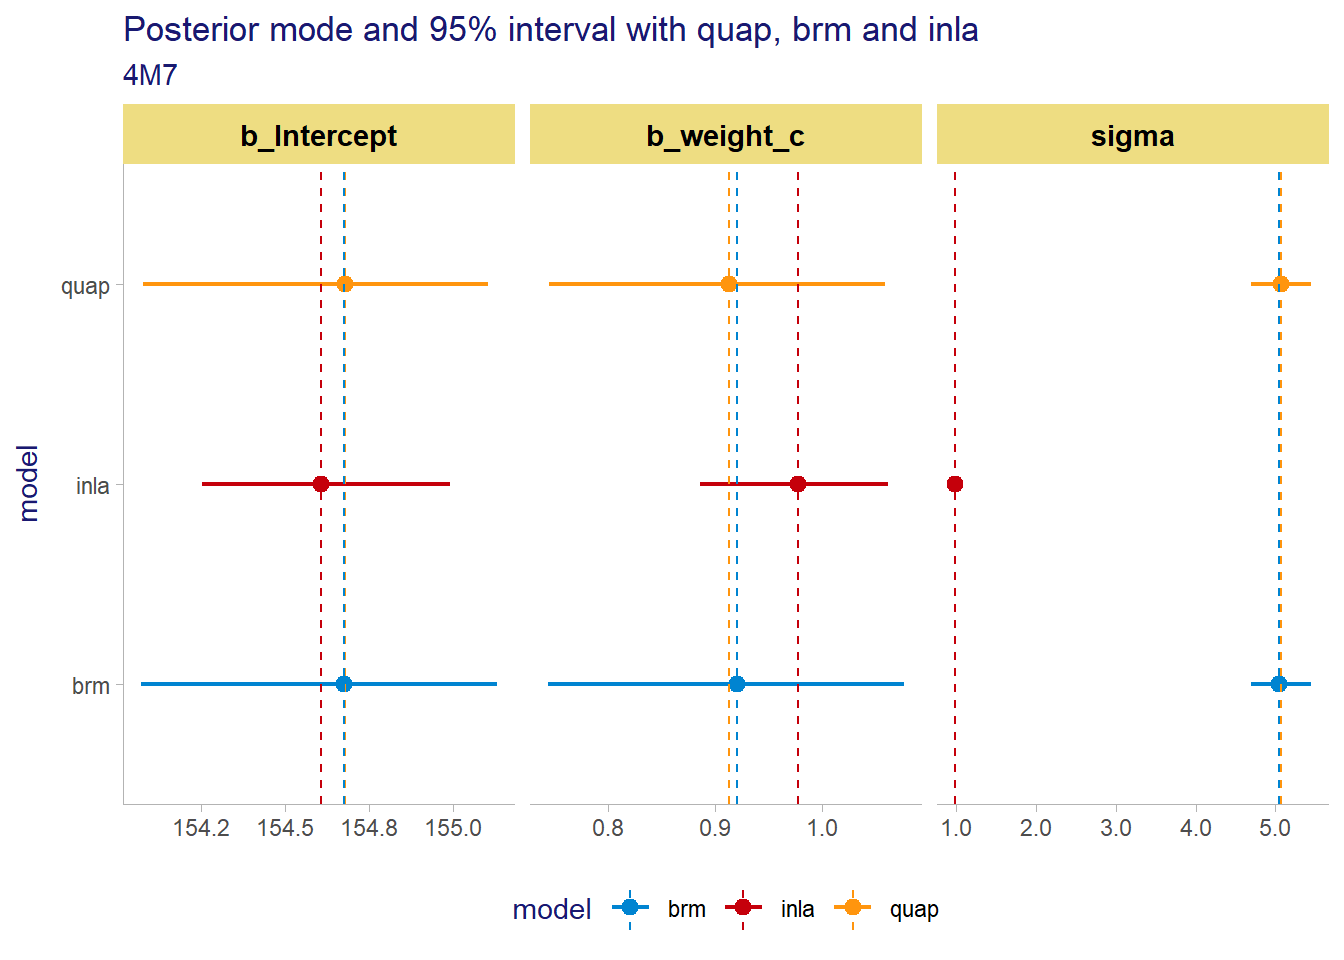 Posterior mode and 95% interval with quap, brm and inla
4M7
b_Intercept b_weight_c sigma
quap
inla
brm
model
154.2 154.5 154.8 155.0 0.8 0.9 1.0 1.0 2.0 3.0 4.0 5.0
model brm inla quap